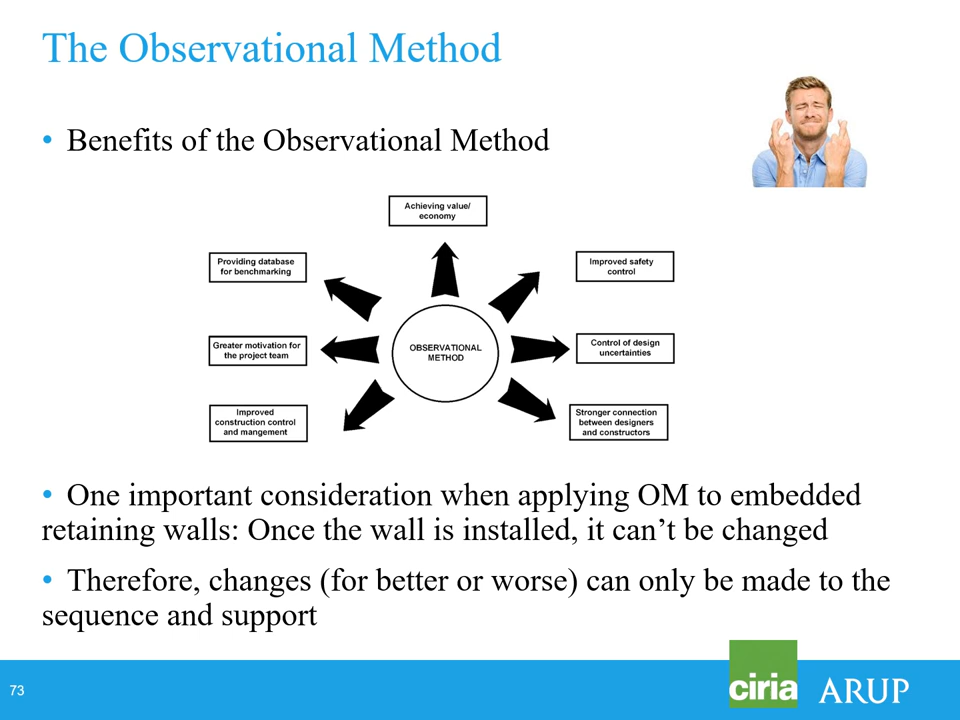 The Observational Method
• Benefits of the Observational Method
Achieving value/
economy
Providing database
for benchmarking
Improved safety
control
Greater motivation for
the project team
OBSERVATIONAL
METHOD
Control of design
uncertainties
Improved
construction control
and mangement
Stronger connection
between designers
and constructors
• One important consideration when applying OM to embedded
retaining walls: Once the wall is installed, it can’t be changed
• Therefore, changes (for better or worse) can only be made to the
sequence and support
73
ciria
ARUP